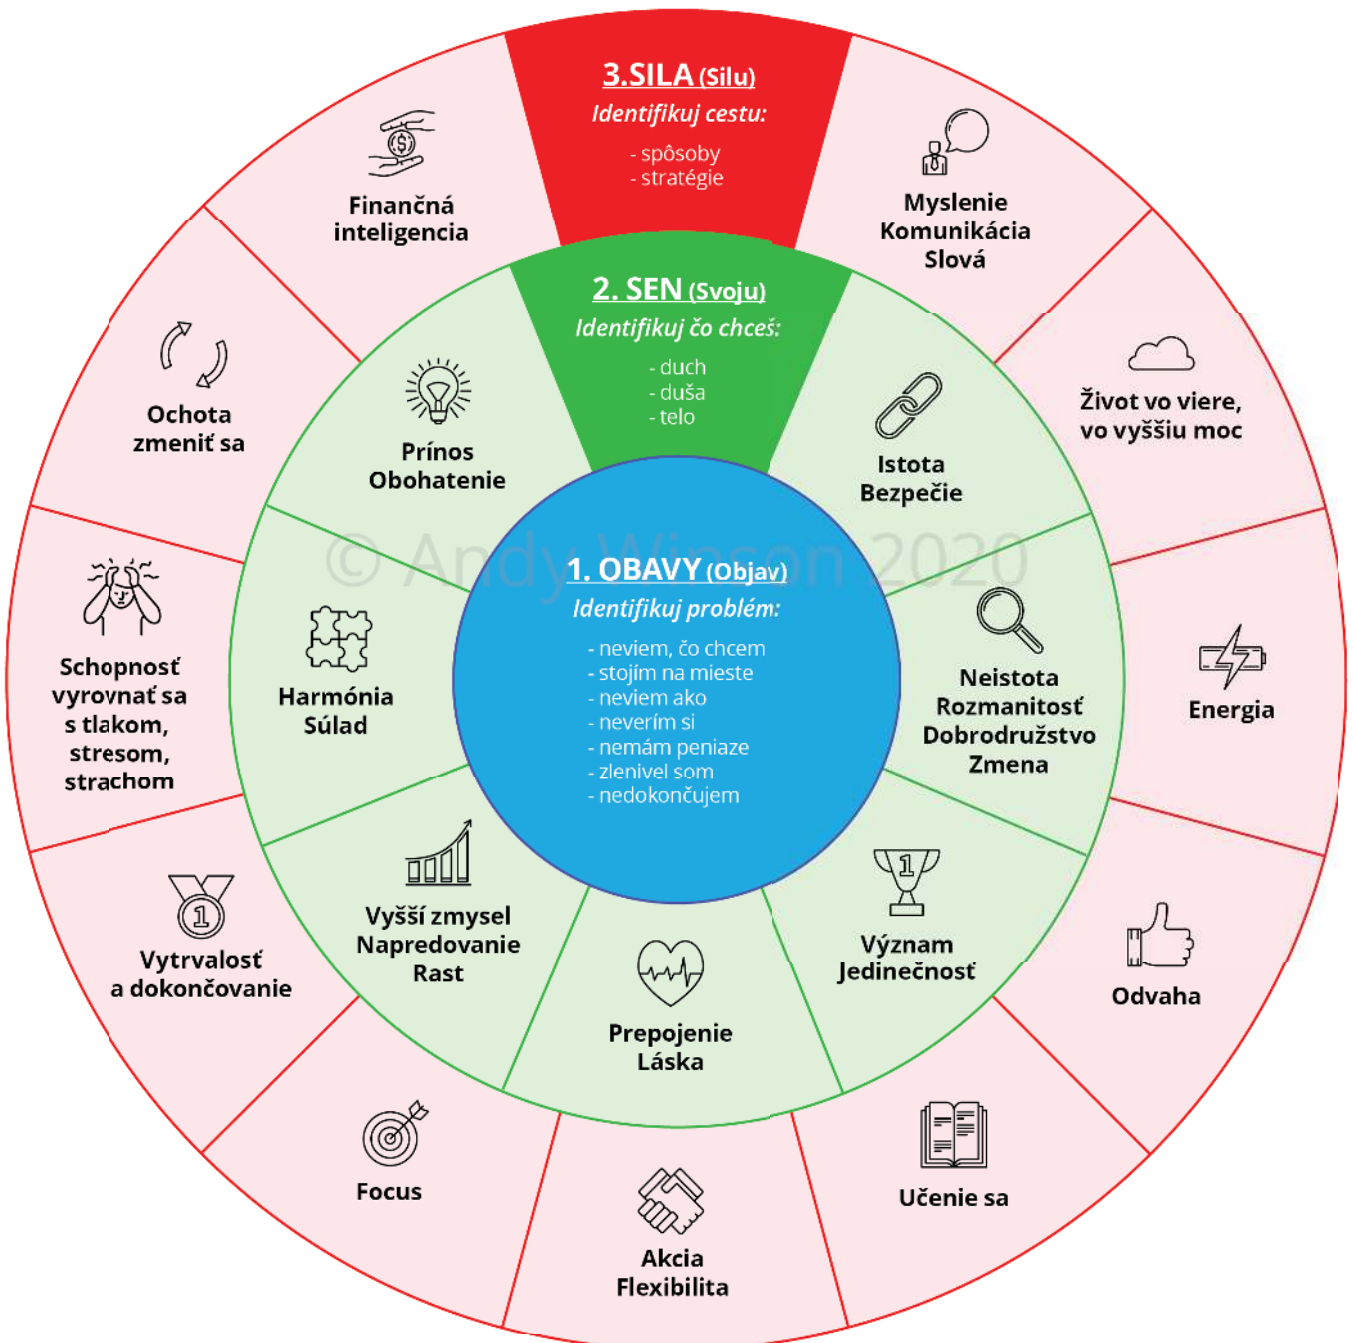 3.SILA (Silu)
Identifikuj cestu:
- spôsoby
- stratégie
Myslenie
Komunikácia
Slová
Život vo viere,
vo vyššiu moc
Energia
Odvaha
Učenie sa
Akcia
Flexibilita
Focus
1
Vytrvalosť
a dokončovanie
Schopnosť
vyrovnať sa
s tlakom,
stresom,
strachom
Ochota
zmeniť sa
$
Finančná
inteligencia
2. SEN (Svoju)
Identifikuj čo chceš:
- duch
- duša
- telo
Istota
Bezpečie
Neistota
Rozmanitosť
Dobrodružstvo
Zmena
1
Význam
Jedinečnosť
Prepojenie
Láska
Vyšší zmysel
Napredovanie
Rast
Harmónia
Súlad
Prínos
Obohatenie
© Andy Winson 2020
1. OBAVY (Objav)
Identifikuj problém:
- neviem, čo chcem
- stojím na mieste
- neviem ako
- neverím si
- nemám peniaze
- zlenivel som
- nedokončujem